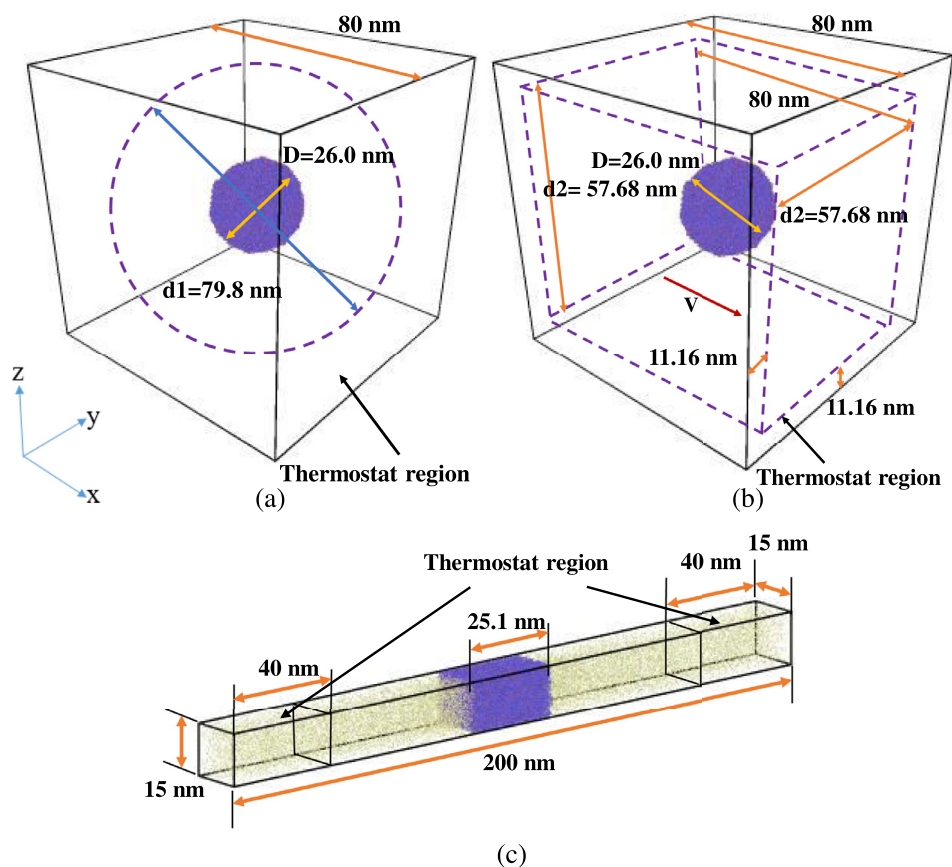 80 nm
D=26.0 nm
d1=79.8 nm
z
y
x
Thermostat region
(a)
80 nm
80 nm
D=26.0 nm
d2= 57.68 nm
d2=57.68 nm
V
11.16 nm
11.16 nm
Thermostat region
(b)
Thermostat region
15 nm
40 nm
25.1 nm
40 nm
15 nm
200 nm
(c)